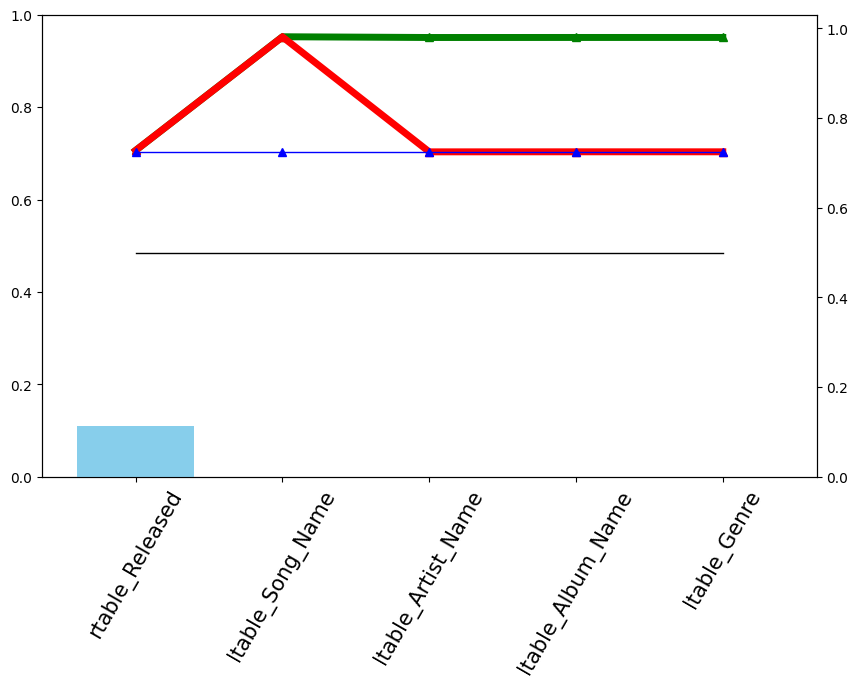 1.0
0.8
0.6
0.4
0.2
0.0
1.0
0.8
0.6
0.4
0.2
0.0
rtable_Released
ltable_Song_Name
ltable_Artist_Name
ltable_Album_Name
ltable_Genre